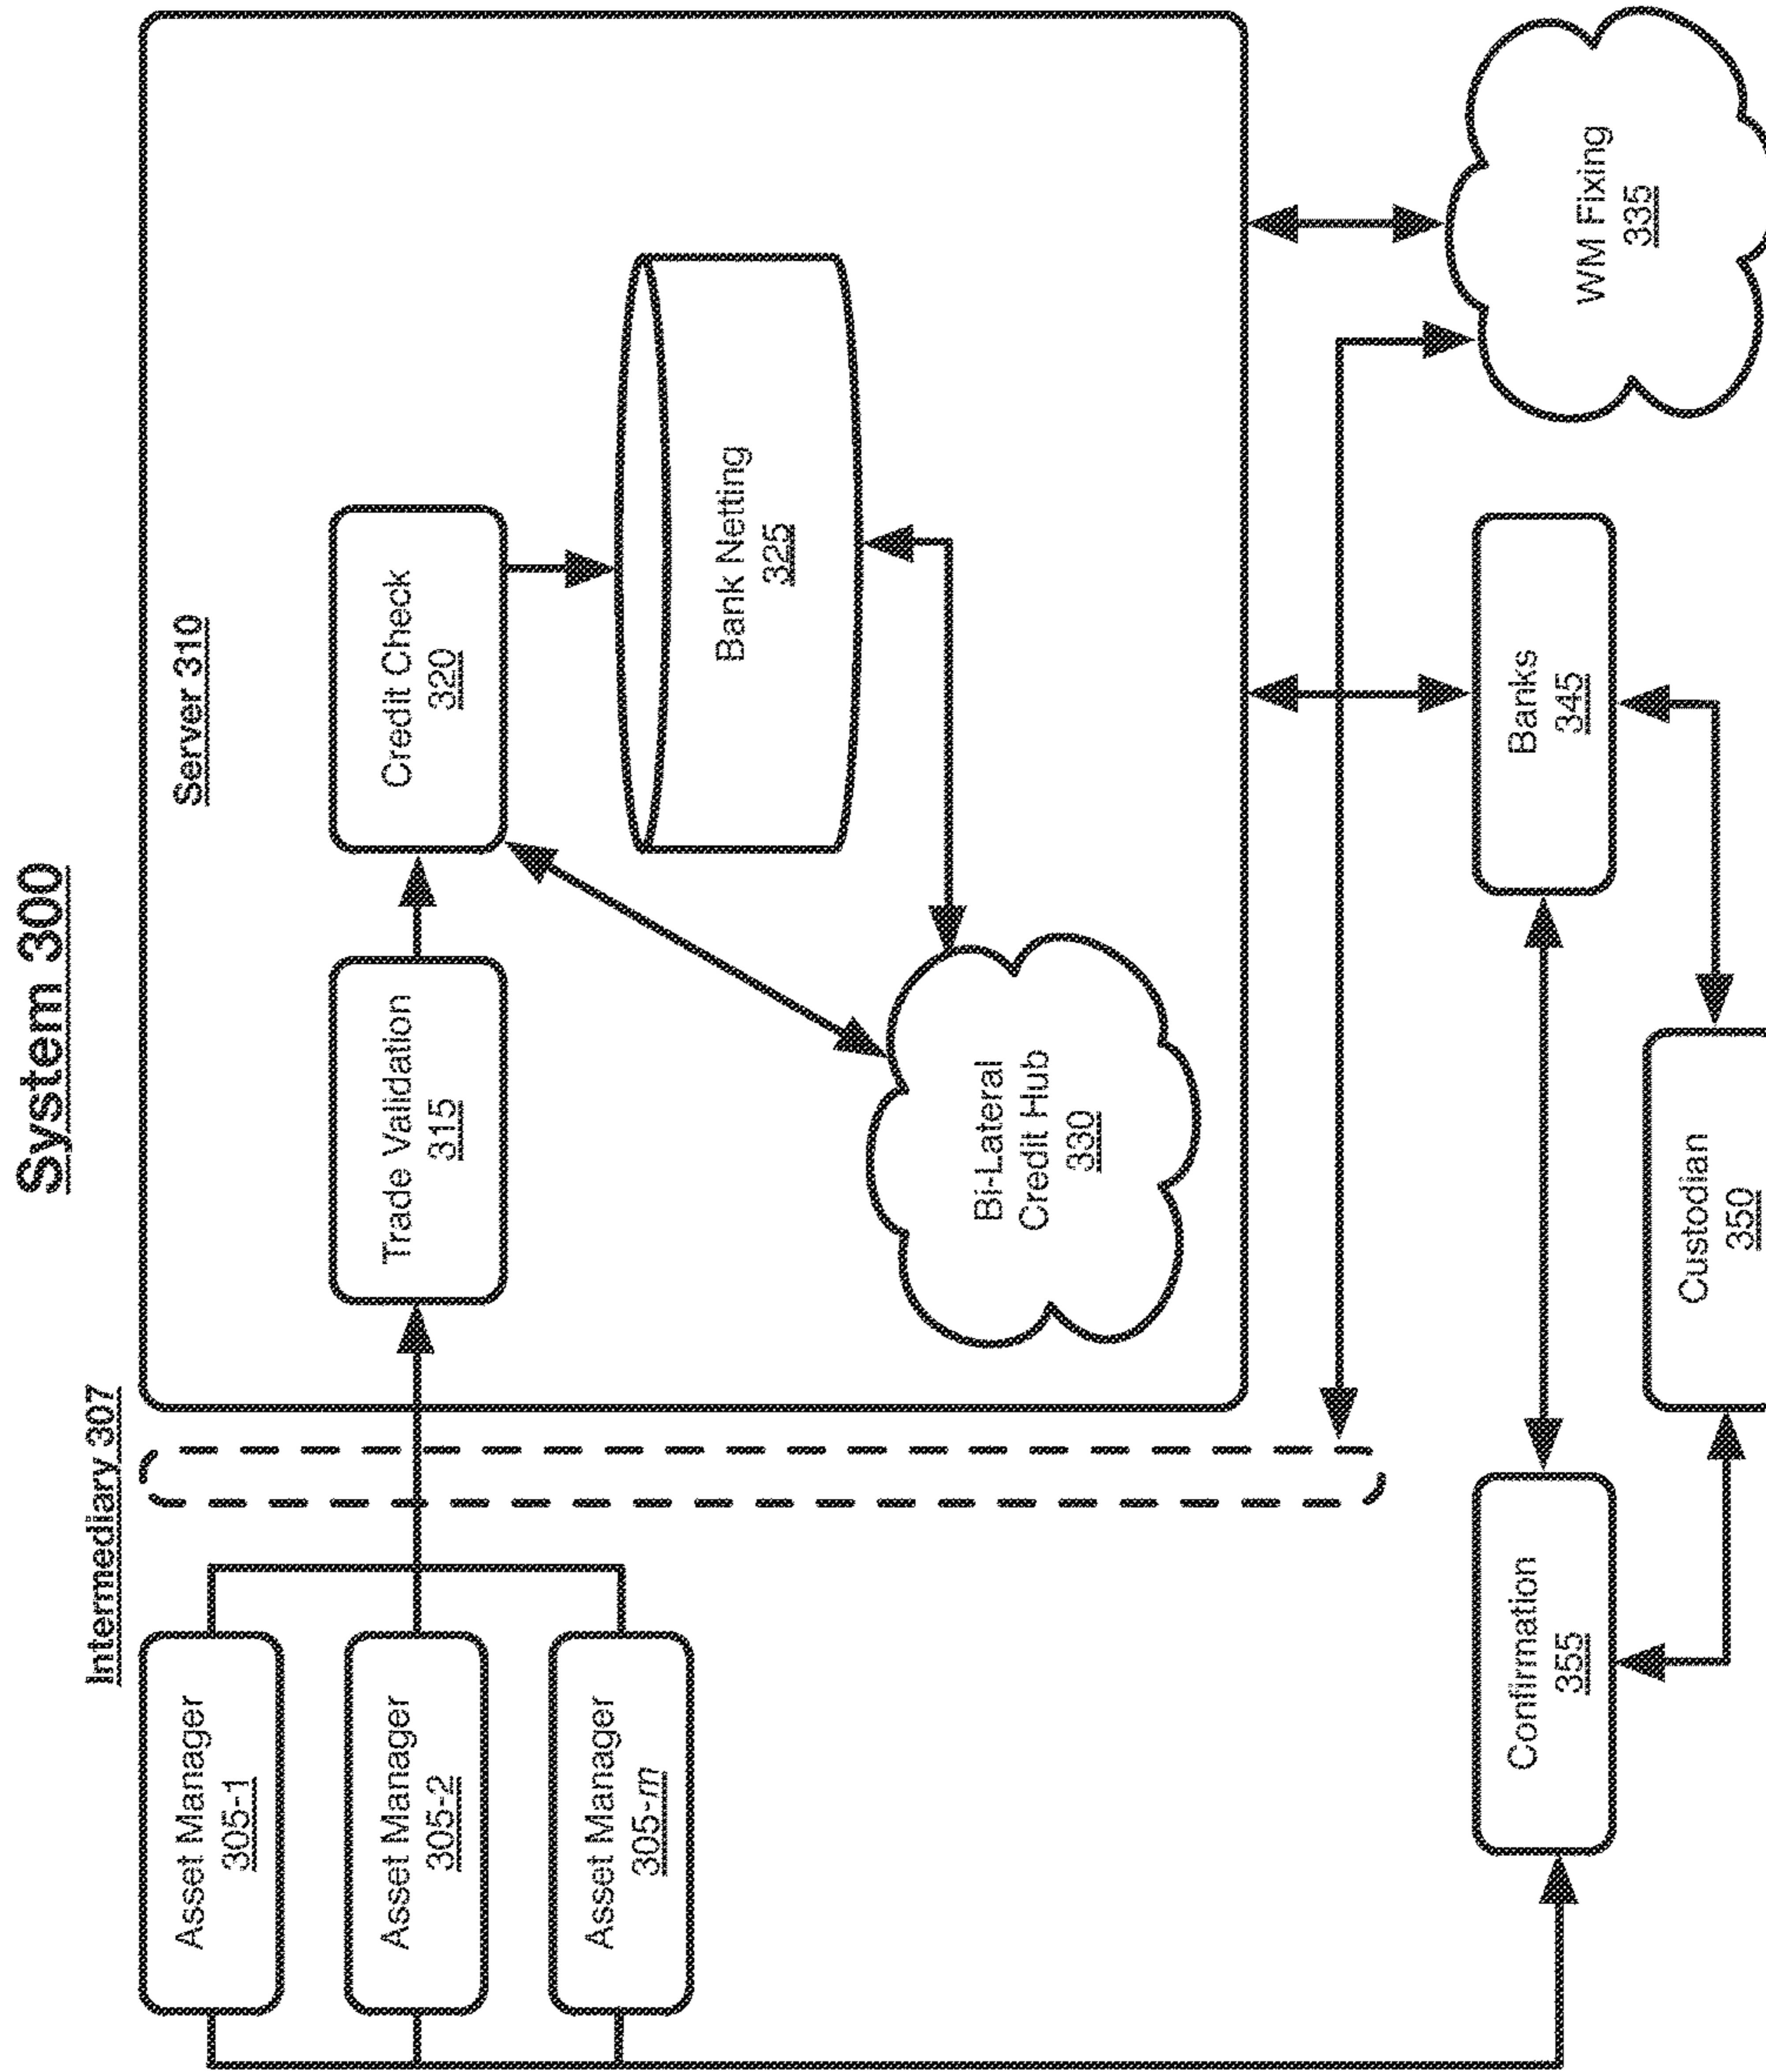 System 300
Intermediary 307
Server 310
Asset Manager
305-1
Asset Manager
305-2
Asset Manager
305-m
Trade Validation
315
Credit Check
320
Bank Netting
325
Bi-Lateral
Credit Hub
330
Confirmation
355
Banks
345
WM Fixing
335
Custodian
350